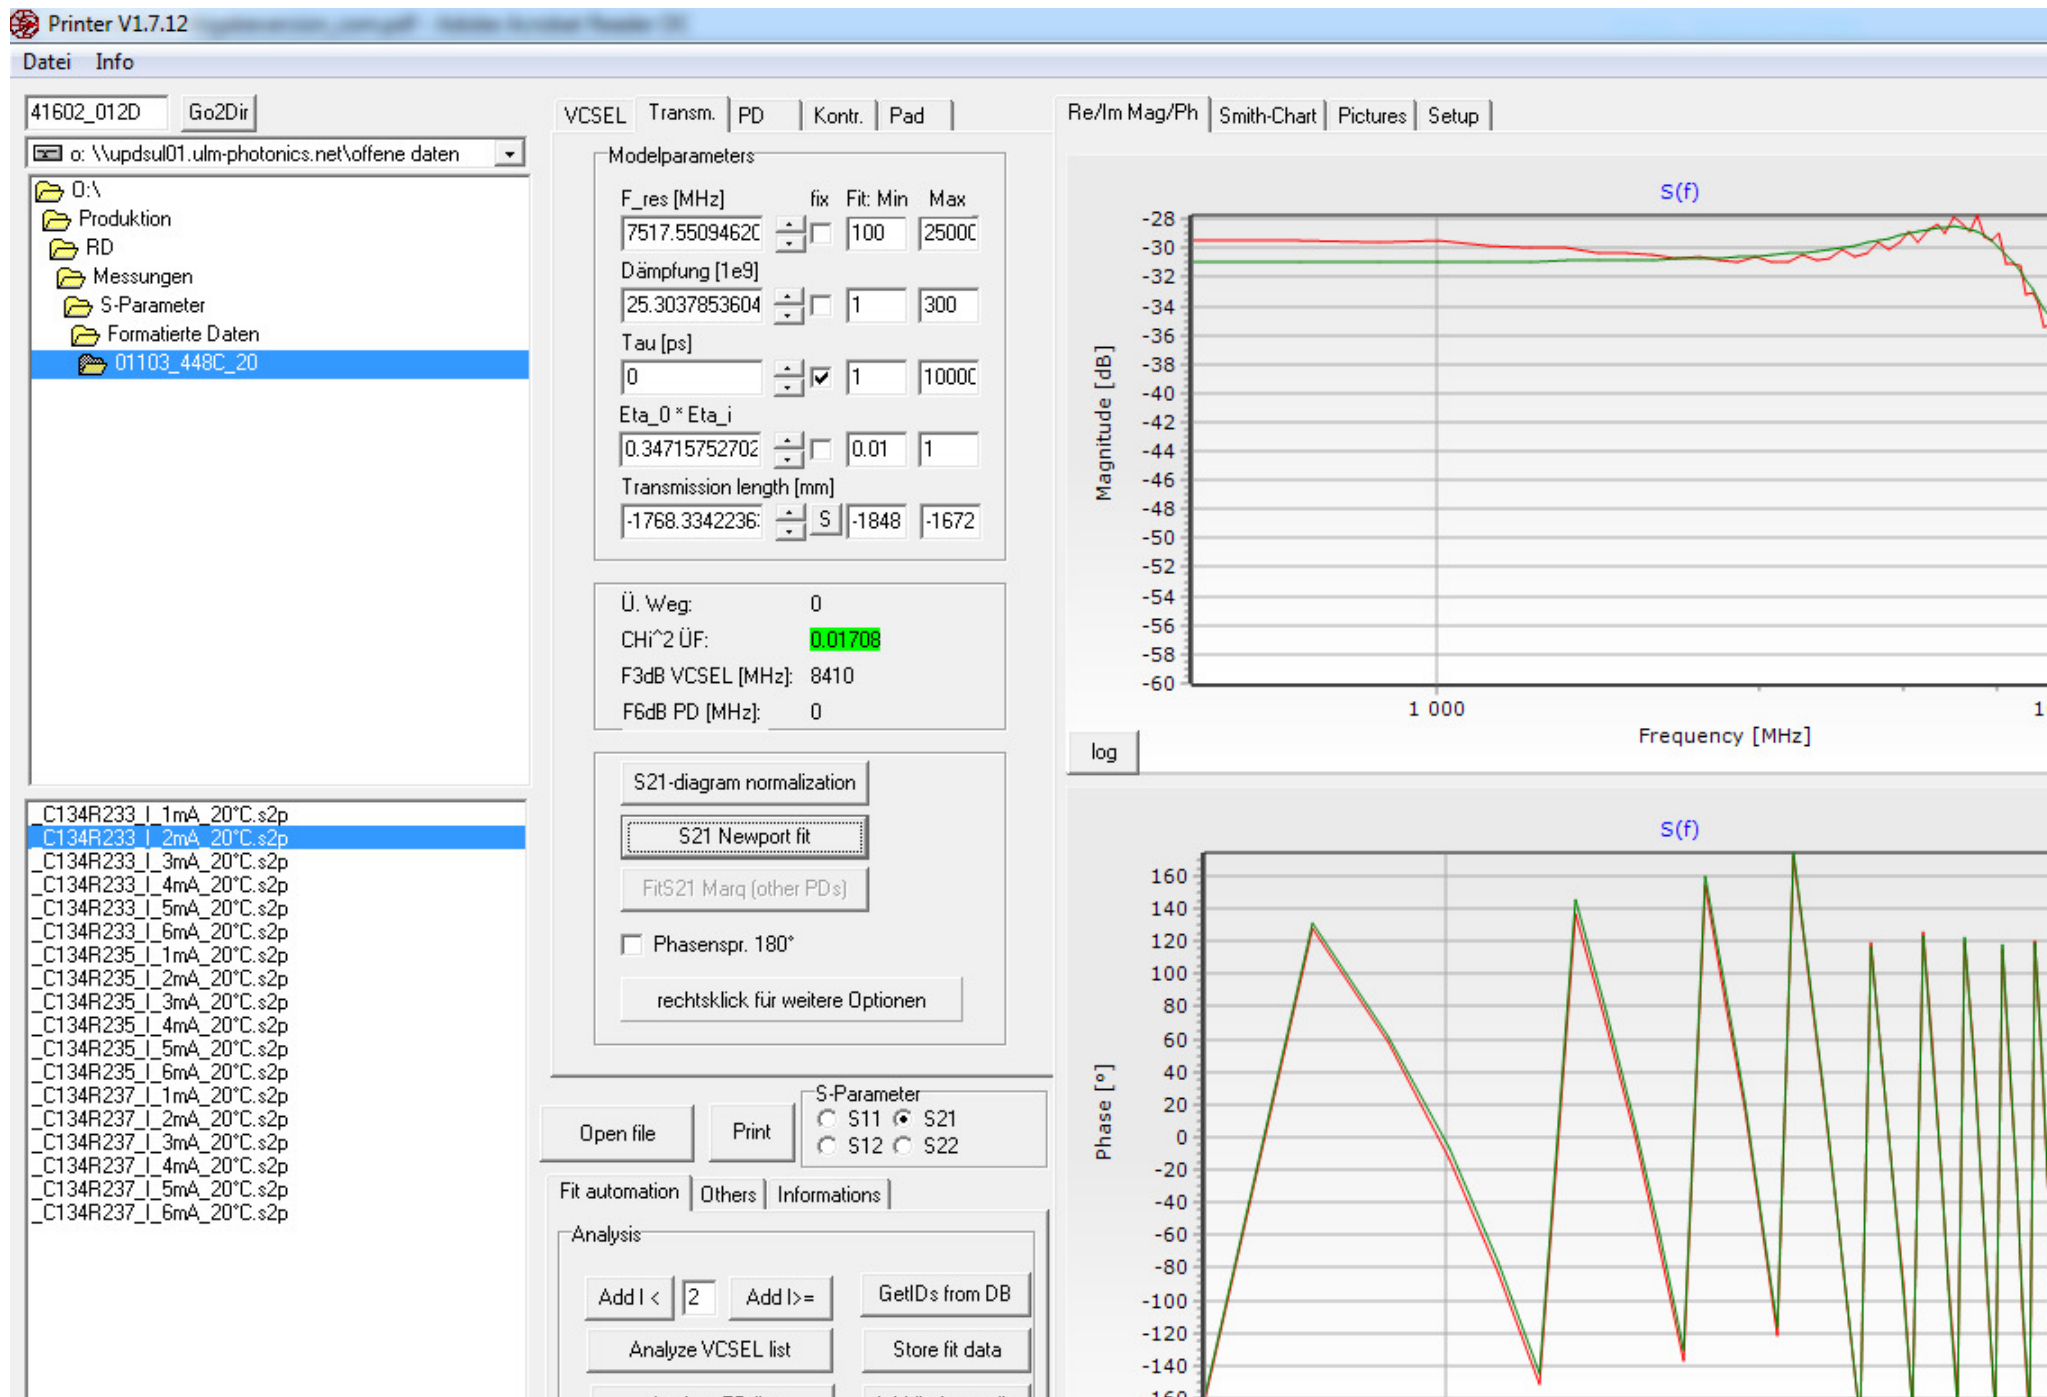 Printer V1.7.12
Datei Info
41602_012D Go2Dir
o: \\updsul01.ulm-photonics.net\offene daten
O:\
Produktion
RD
Messungen
S-Parameter
Formatierte Daten
01103_448C_20
_C134R233_I_1mA_20°C.s2p
_C134R233_I_2mA_20°C.s2p
_C134R233_I_3mA_20°C.s2p
_C134R233_I_4mA_20°C.s2p
_C134R233_I_5mA_20°C.s2p
_C134R233_I_6mA_20°C.s2p
_C134R235_I_1mA_20°C.s2p
_C134R235_I_2mA_20°C.s2p
_C134R235_I_3mA_20°C.s2p
_C134R235_I_4mA_20°C.s2p
_C134R235_I_5mA_20°C.s2p
_C134R235_I_6mA_20°C.s2p
_C134R237_I_1mA_20°C.s2p
_C134R237_I_2mA_20°C.s2p
_C134R237_I_3mA_20°C.s2p
_C134R237_I_4mA_20°C.s2p
_C134R237_I_5mA_20°C.s2p
_C134R237_I_6mA_20°C.s2p
VCSEL Transm. PD Kontr. Pad
Modelparameters
F_res [MHz] fix Fit: Min Max
7517.55094620 100 25000
Dämpfung [1e9]
25.3037853604 1 300
Tau [ps]
0 1 10000
Eta_0 * Eta_i
0.34715752702 0.01 1
Transmission length [mm]
-1768.3342236 S -1848 -1672
Ü. Weg: 0
CHi^2 ÜF: 0.01708
F3dB VCSEL [MHz]: 8410
F6dB PD [MHz]: 0
S21-diagram normalization
S21 Newport fit
FitS21 Marq (other PDs)
Phasenspr. 180°
rechtsklick für weitere Optionen
Open file Print
S-Parameter
S11 S21
S12 S22
Fit automation Others Informations
Analysis
Add I < 2 Add I>= GetIDs from DB
Analyze VCSEL list Store fit data
Re/Im Mag/Ph Smith-Chart Pictures Setup
S(f)
Magnitude [dB]
-28
-30
-32
-34
-36
-38
-40
-42
-44
-46
-48
-50
-52
-54
-56
-58
-60
1 000 1
Frequency [MHz]
log
S(f)
Phase [°]
160
140
120
100
80
60
40
20
0
-20
-40
-60
-80
-100
-120
-140
-160